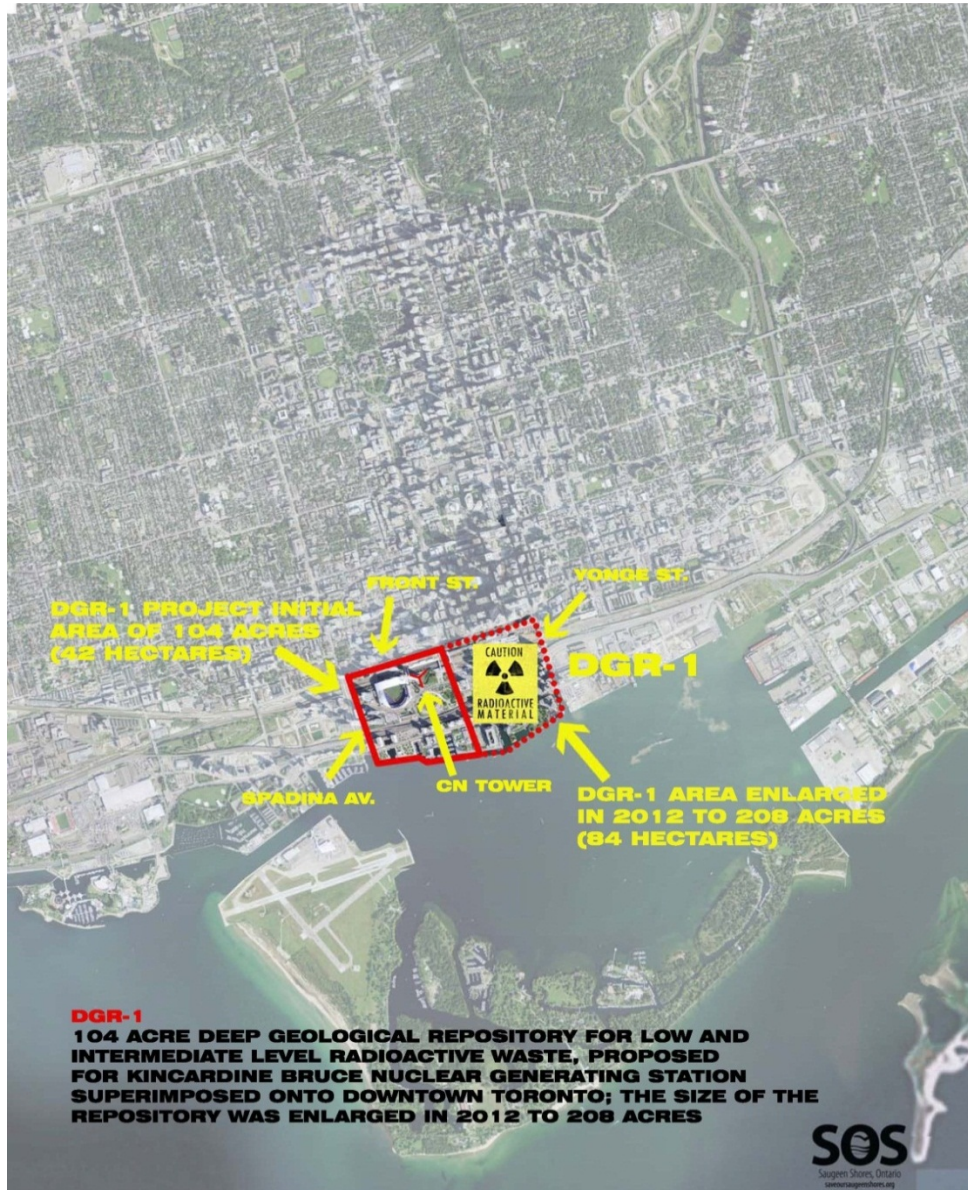 FRONT ST.
YONGE ST.
DGR-1 PROJECT INITIAL
AREA OF 104 ACRES
(42 HECTARES)
CAUTION
RADIOACTIVE
MATERIAL
DGR-1
SPADINA AV.
CN TOWER
DGR-1 AREA ENLARGED
IN 2012 TO 208 ACRES
(84 HECTARES)
DGR-1
104 ACRE DEEP GEOLOGICAL REPOSITORY FOR LOW AND
INTERMEDIATE LEVEL RADIOACTIVE WASTE, PROPOSED
FOR KINCARDINE BRUCE NUCLEAR GENERATING STATION
SUPERIMPOSED ONTO DOWNTOWN TORONTO; THE SIZE OF THE
REPOSITORY WAS ENLARGED IN 2012 TO 208 ACRES
SOS
Saugeen Shores, Ontario
saveoursaugeenshores.org